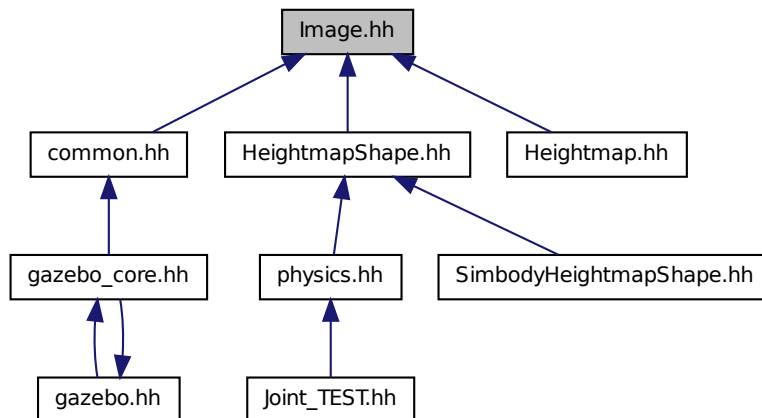 Image.hh
common.hh
HeightmapShape.hh
Heightmap.hh
gazebo_core.hh
physics.hh
SimbodyHeightmapShape.hh
gazebo.hh
Joint_TEST.hh